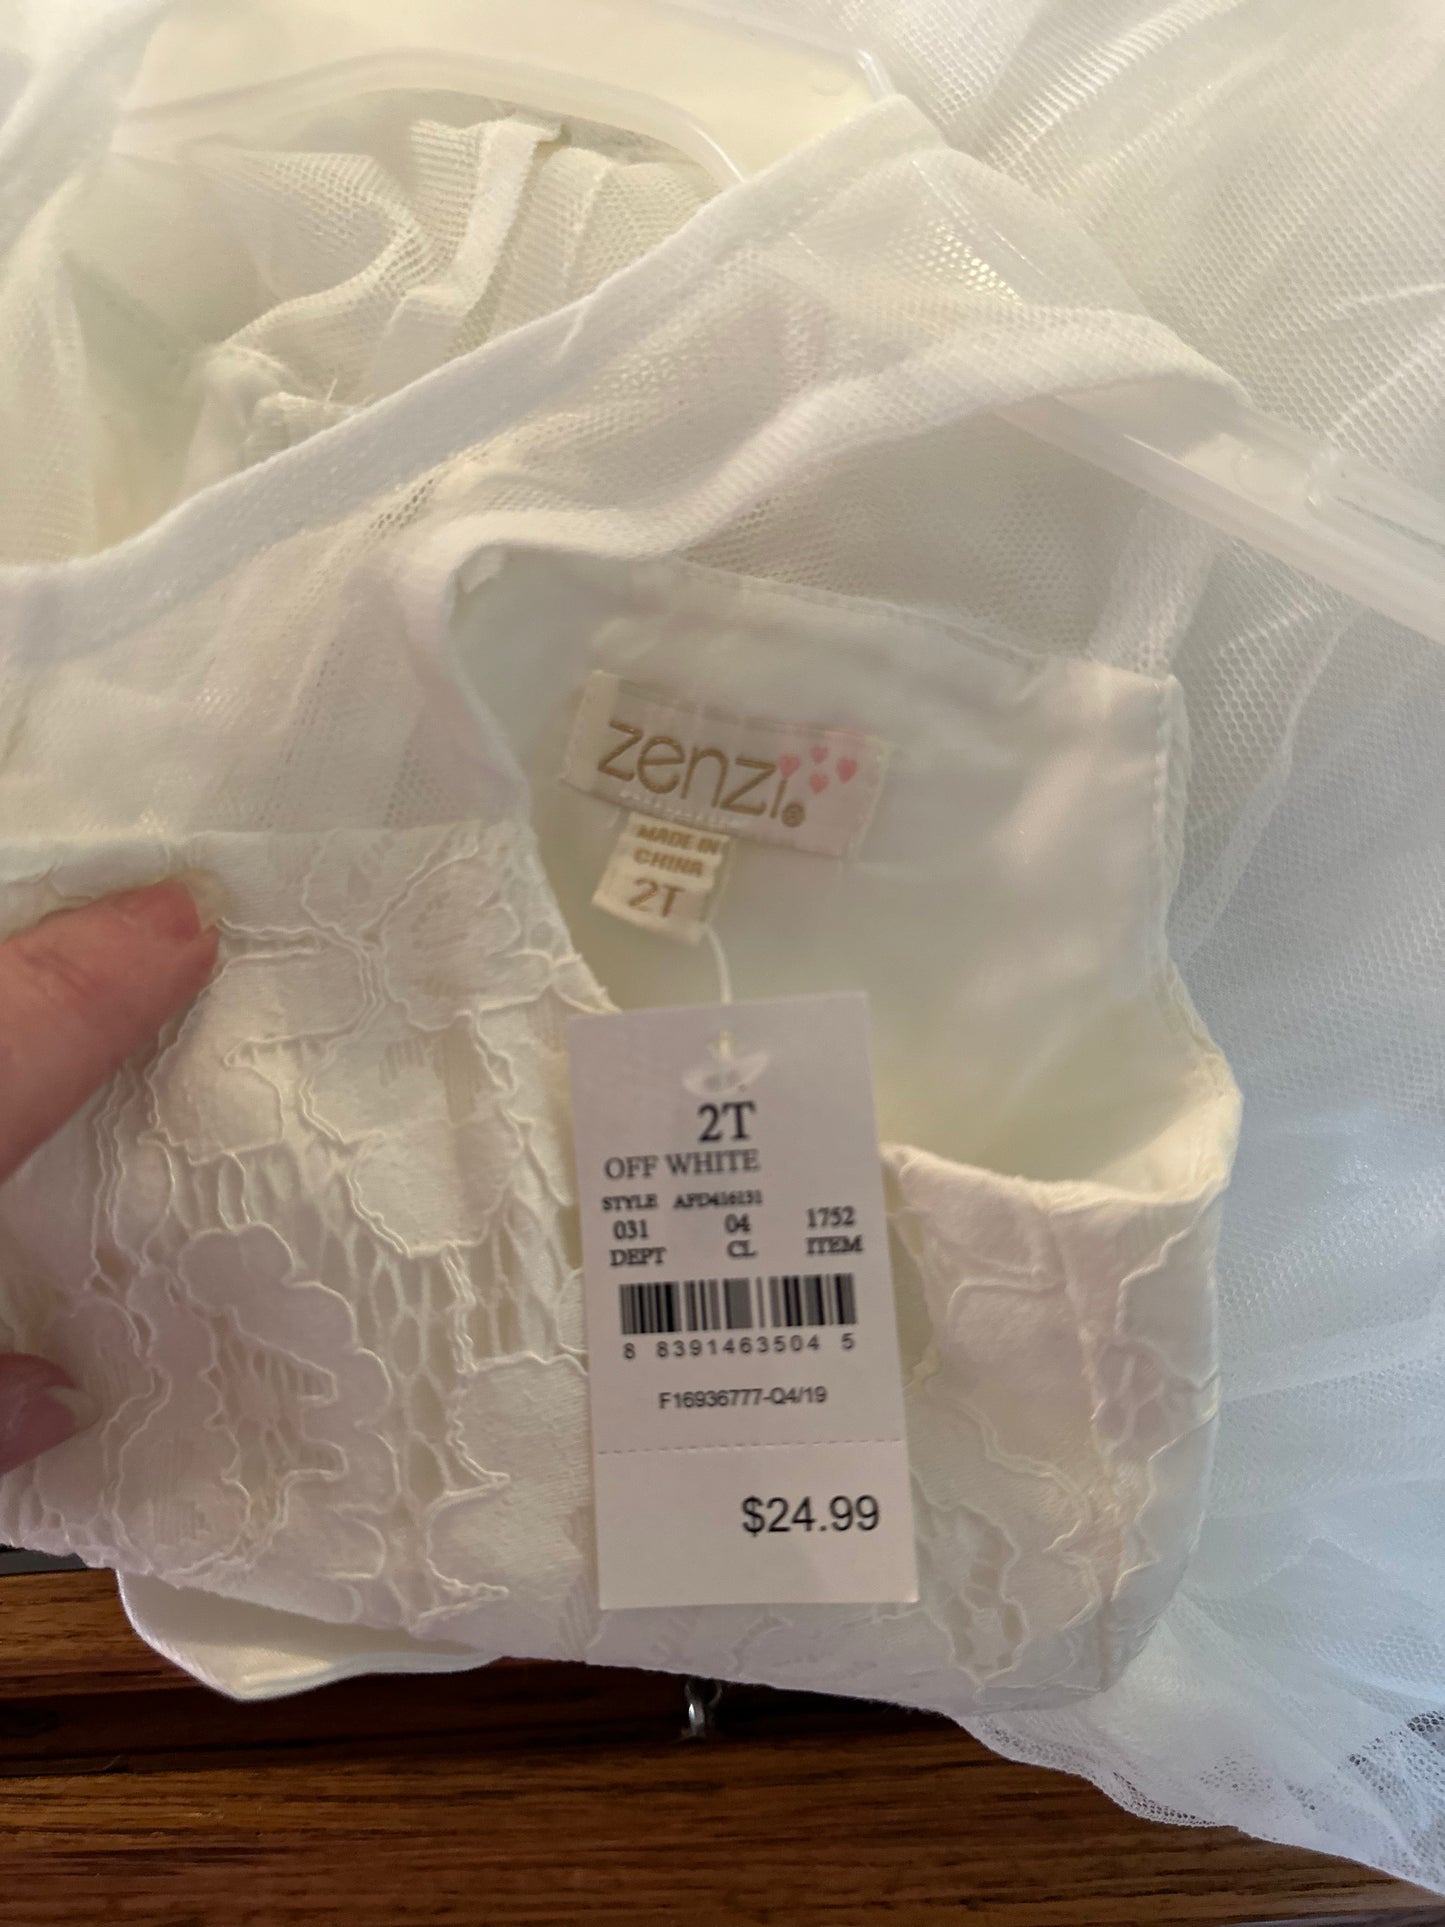 zenzi®
MADE IN
CHINA
2T
2T
OFF WHITE
STYLE AFD416131
031 04 1752
DEPT CL ITEM
8 8391463504 5
F16936777-Q4/19
$24.99